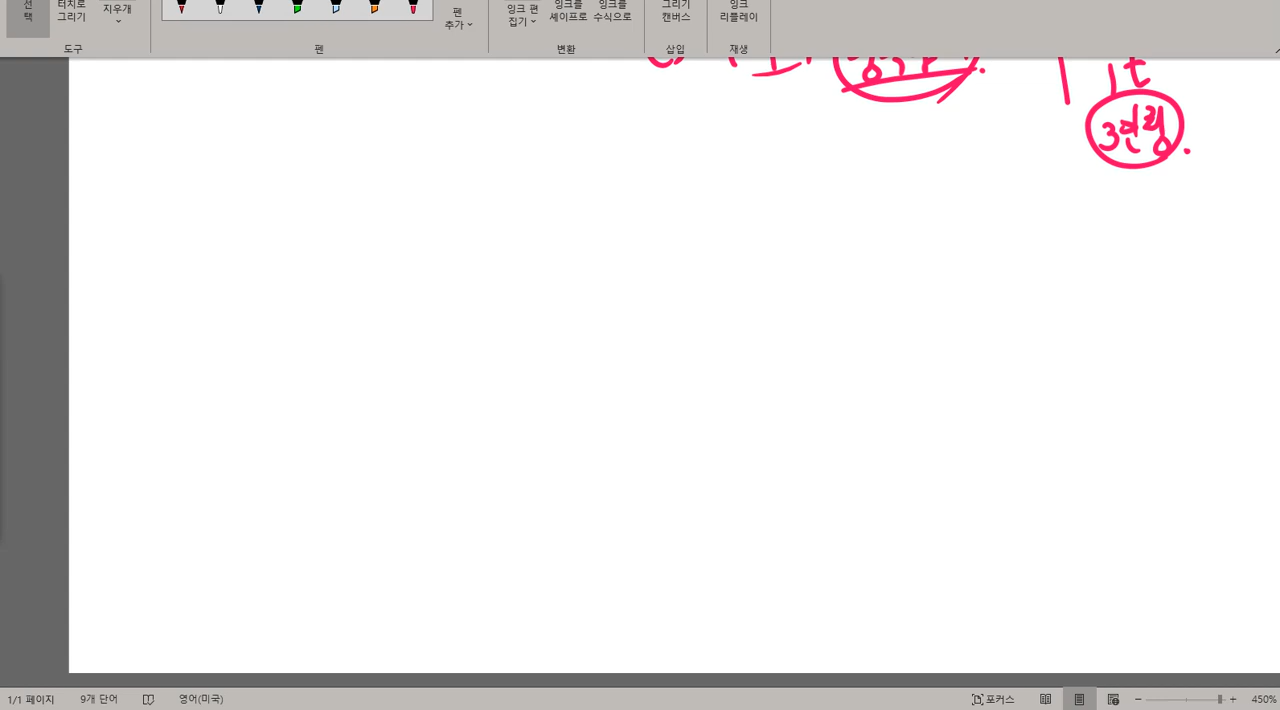 선 터치로 지우개 펜 잉크 편 잉크를 잉크를 그리기 잉크
택 그리기 추가 집기 셰이프로 수식으로 캔버스 리플레이
도구 펜 변환 삽입 재생
It
3연링.
1/1 페이지 9개 단어 영어(미국) 포커스 450%